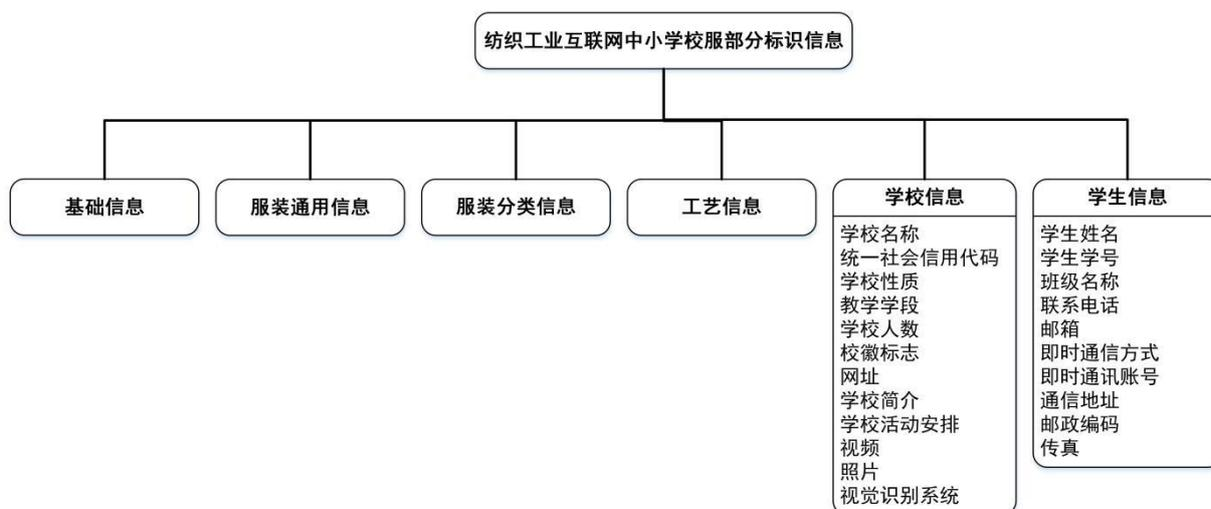 纺织工业互联网中小学校服部分标识信息
基础信息
服装通用信息
服装分类信息
工艺信息
学校信息
学校名称
统一社会信用代码
学校性质
教学学段
学校人数
校徽标志
网址
学校简介
学校活动安排
视频
照片
视觉识别系统
学生信息
学生姓名
学生学号
班级名称
联系电话
邮箱
即时通信方式
即时通讯账号
通信地址
邮政编码
传真